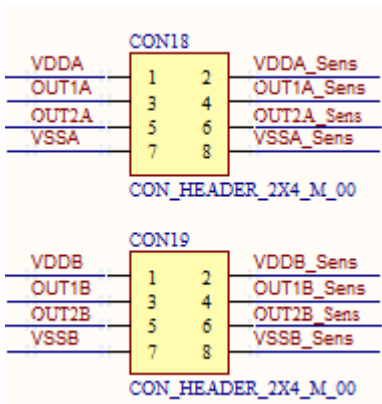 CON18
VDDA 1 2 VDDA_Sens
OUT1A 3 4 OUT1A_Sens
OUT2A 5 6 OUT2A_Sens
VSSA 7 8 VSSA_Sens
CON_HEADER_2X4_M_00
CON19
VDDB 1 2 VDDB_Sens
OUT1B 3 4 OUT1B_Sens
OUT2B 5 6 OUT2B_Sens
VSSB 7 8 VSSB_Sens
CON_HEADER_2X4_M_00